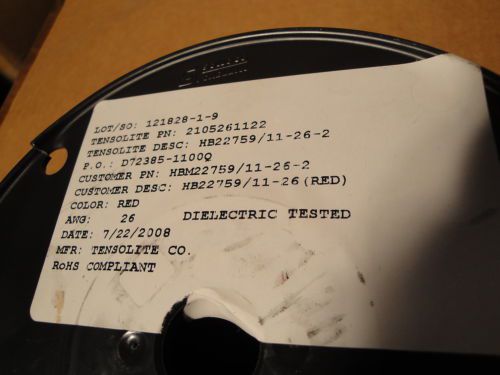 LOT/SO: 121828-1-9
TENSOLITE PN: 2105261122
TENSOLITE DESC: HB22759/11-26-2
P.O.: D72385-1100Q
CUSTOMER PN: HBM22759/11-26-2
CUSTOMER DESC: HB22759/11-26(RED)
COLOR: RED
AWG: 26 DIELECTRIC TESTED
DATE: 7/22/2008
MFR: TENSOLITE CO.
RoHS COMPLIANT